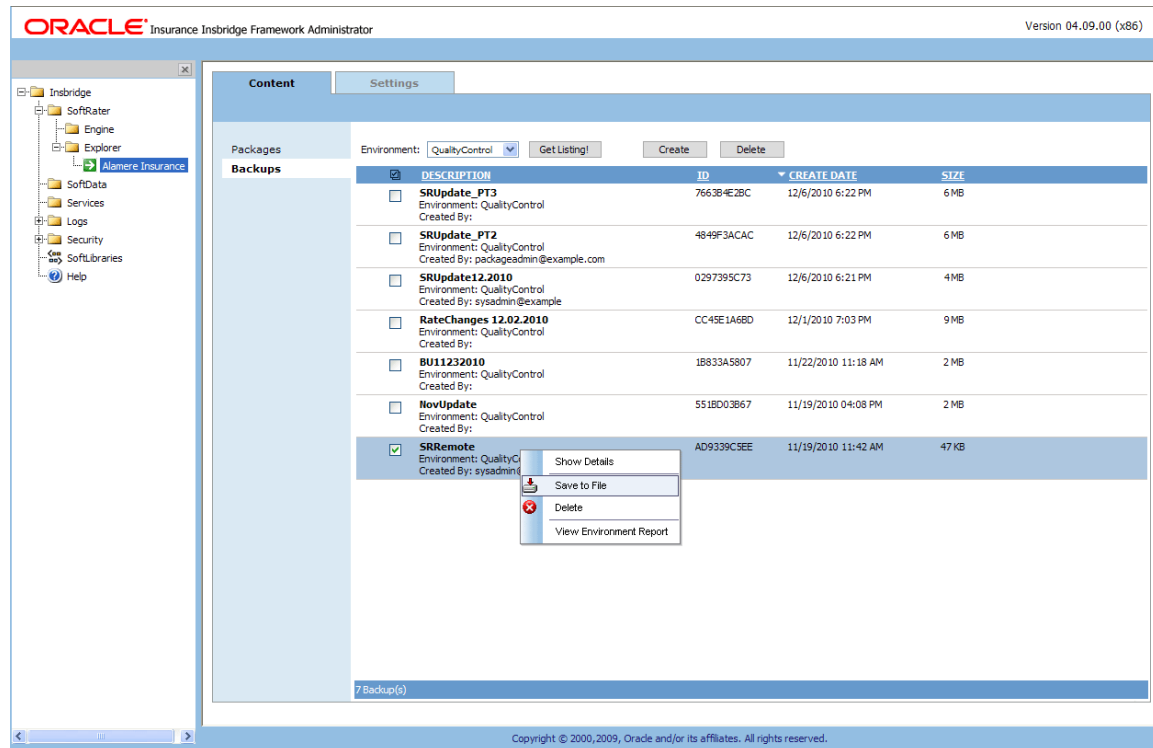 ORACLE Insurance Insbridge Framework Administrator
Version 04.09.00 (x86)
Insbridge
SoftRater
Engine
Explorer
Alamere Insurance
SoftData
Services
Logs
Security
SoftLibraries
Help
Content Settings
Packages
Backups
Environment: QualityControl Get Listing! Create Delete
DESCRIPTION ID CREATE DATE SIZE
SRUpdate_PT3 7663B4E2BC 12/6/2010 6:22 PM 6 MB
Environment: QualityControl
Created By:
SRUpdate_PT2 4849F3ACAC 12/6/2010 6:22 PM 6 MB
Environment: QualityControl
Created By: packageadmin@example.com
SRUpdate12.2010 0297395C73 12/6/2010 6:21 PM 4 MB
Environment: QualityControl
Created By: sysadmin@example
RateChanges 12.02.2010 CC45E1A6BD 12/1/2010 7:03 PM 9 MB
Environment: QualityControl
Created By:
BU11232010 1B833A5807 11/22/2010 11:18 AM 2 MB
Environment: QualityControl
Created By:
NovUpdate 551BD03B67 11/19/2010 04:08 PM 2 MB
Environment: QualityControl
Created By:
SRRemote AD9339C5EE 11/19/2010 11:42 AM 47 KB
Environment: QualityC
Created By: sysadmin@
Show Details
Save to File
Delete
View Environment Report
7 Backup(s)
Copyright © 2000,2009, Oracle and/or its affiliates. All rights reserved.